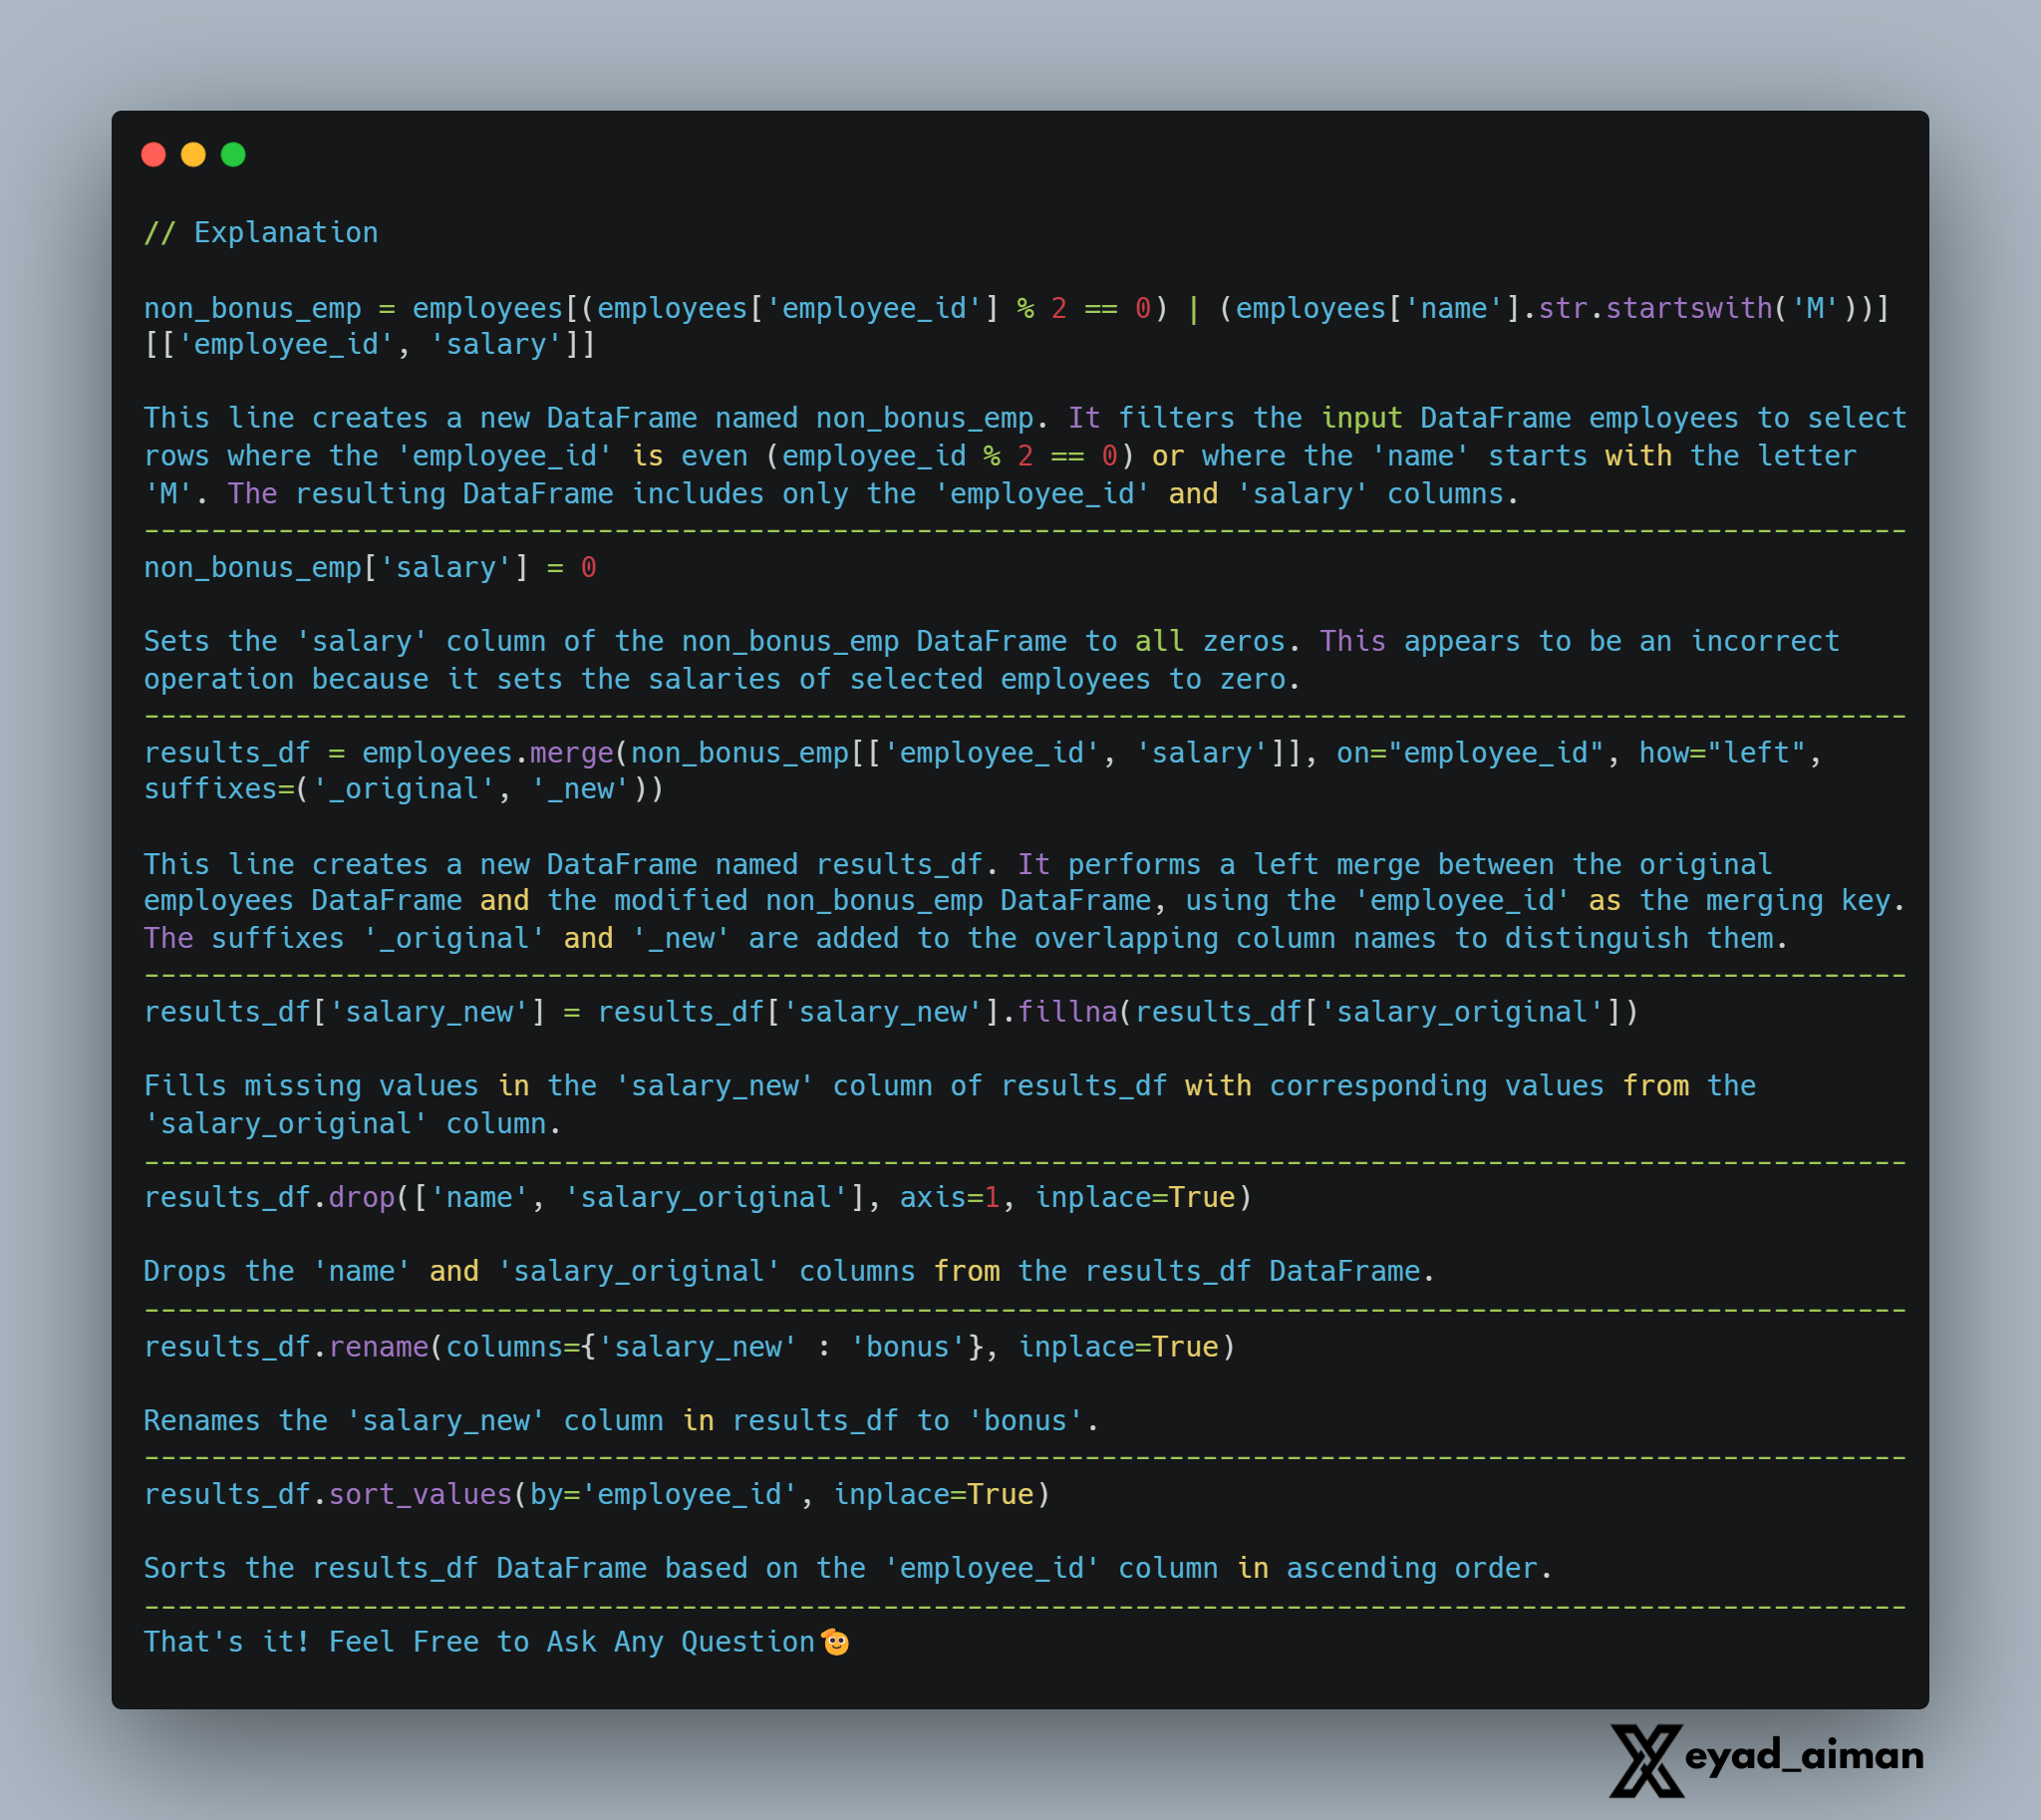 // Explanation
non_bonus_emp = employees[(employees['employee_id'] % 2 == 0) | (employees['name'].str.startswith('M'))]
[['employee_id', 'salary']]
This line creates a new DataFrame named non_bonus_emp. It filters the input DataFrame employees to select
rows where the 'employee_id' is even (employee_id % 2 == 0) or where the 'name' starts with the letter
'M'. The resulting DataFrame includes only the 'employee_id' and 'salary' columns.
---------------------------------------------------------------------------------------------------------
non_bonus_emp['salary'] = 0
Sets the 'salary' column of the non_bonus_emp DataFrame to all zeros. This appears to be an incorrect
operation because it sets the salaries of selected employees to zero.
---------------------------------------------------------------------------------------------------------
results_df = employees.merge(non_bonus_emp[['employee_id', 'salary']], on="employee_id", how="left",
suffixes=('_original', '_new'))
This line creates a new DataFrame named results_df. It performs a left merge between the original
employees DataFrame and the modified non_bonus_emp DataFrame, using the 'employee_id' as the merging key.
The suffixes '_original' and '_new' are added to the overlapping column names to distinguish them.
---------------------------------------------------------------------------------------------------------
results_df['salary_new'] = results_df['salary_new'].fillna(results_df['salary_original'])
Fills missing values in the 'salary_new' column of results_df with corresponding values from the
'salary_original' column.
---------------------------------------------------------------------------------------------------------
results_df.drop(['name', 'salary_original'], axis=1, inplace=True)
Drops the 'name' and 'salary_original' columns from the results_df DataFrame.
---------------------------------------------------------------------------------------------------------
results_df.rename(columns={'salary_new' : 'bonus'}, inplace=True)
Renames the 'salary_new' column in results_df to 'bonus'.
---------------------------------------------------------------------------------------------------------
results_df.sort_values(by='employee_id', inplace=True)
Sorts the results_df DataFrame based on the 'employee_id' column in ascending order.
---------------------------------------------------------------------------------------------------------
That's it! Feel Free to Ask Any Question🫡
eyad_aiman